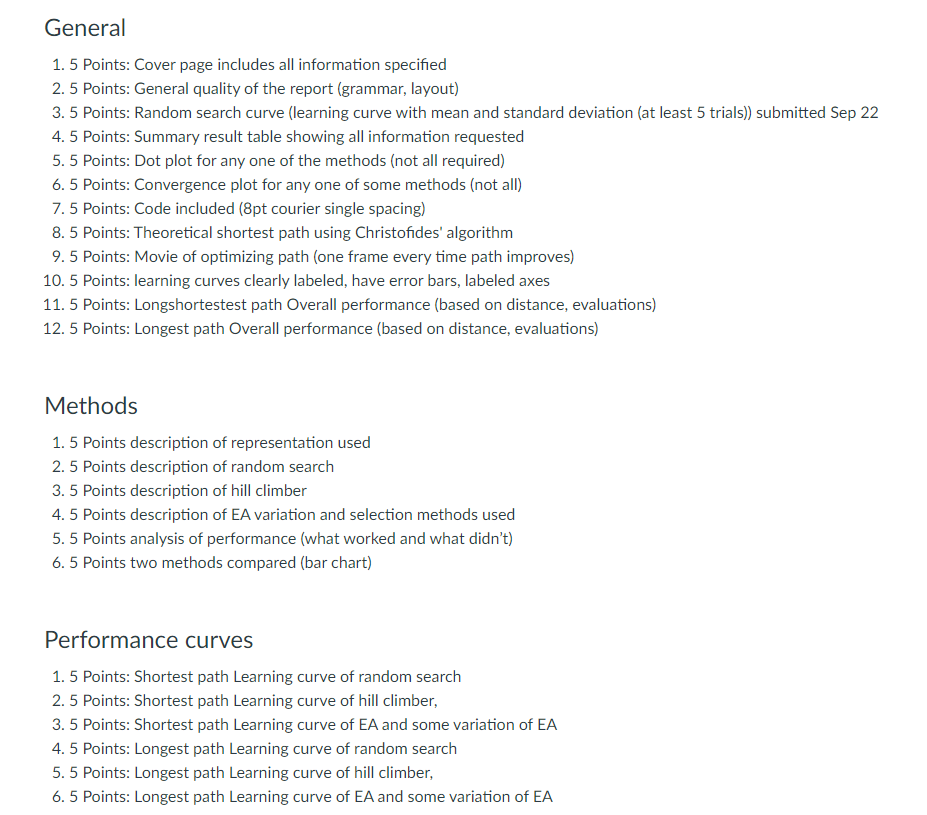 General
1. 5 Points: Cover page includes all information specified
2. 5 Points: General quality of the report (grammar, layout)
3. 5 Points: Random search curve (learning curve with mean and standard deviation (at least 5 trials)) submitted Sep 22
4. 5 Points: Summary result table showing all information requested
5. 5 Points: Dot plot for any one of the methods (not all required)
6. 5 Points: Convergence plot for any one of some methods (not all)
7. 5 Points: Code included (8pt courier single spacing)
8. 5 Points: Theoretical shortest path using Christofides' algorithm
9. 5 Points: Movie of optimizing path (one frame every time path improves)
10. 5 Points: learning curves clearly labeled, have error bars, labeled axes
11. 5 Points: Longshortestest path Overall performance (based on distance, evaluations)
12. 5 Points: Longest path Overall performance (based on distance, evaluations)
Methods
1. 5 Points description of representation used
2. 5 Points description of random search
3. 5 Points description of hill climber
4. 5 Points description of EA variation and selection methods used
5. 5 Points analysis of performance (what worked and what didn't)
6. 5 Points two methods compared (bar chart)
Performance curves
1. 5 Points: Shortest path Learning curve of random search
2. 5 Points: Shortest path Learning curve of hill climber,
3. 5 Points: Shortest path Learning curve of EA and some variation of EA
4. 5 Points: Longest path Learning curve of random search
5. 5 Points: Longest path Learning curve of hill climber,
6. 5 Points: Longest path Learning curve of EA and some variation of EA